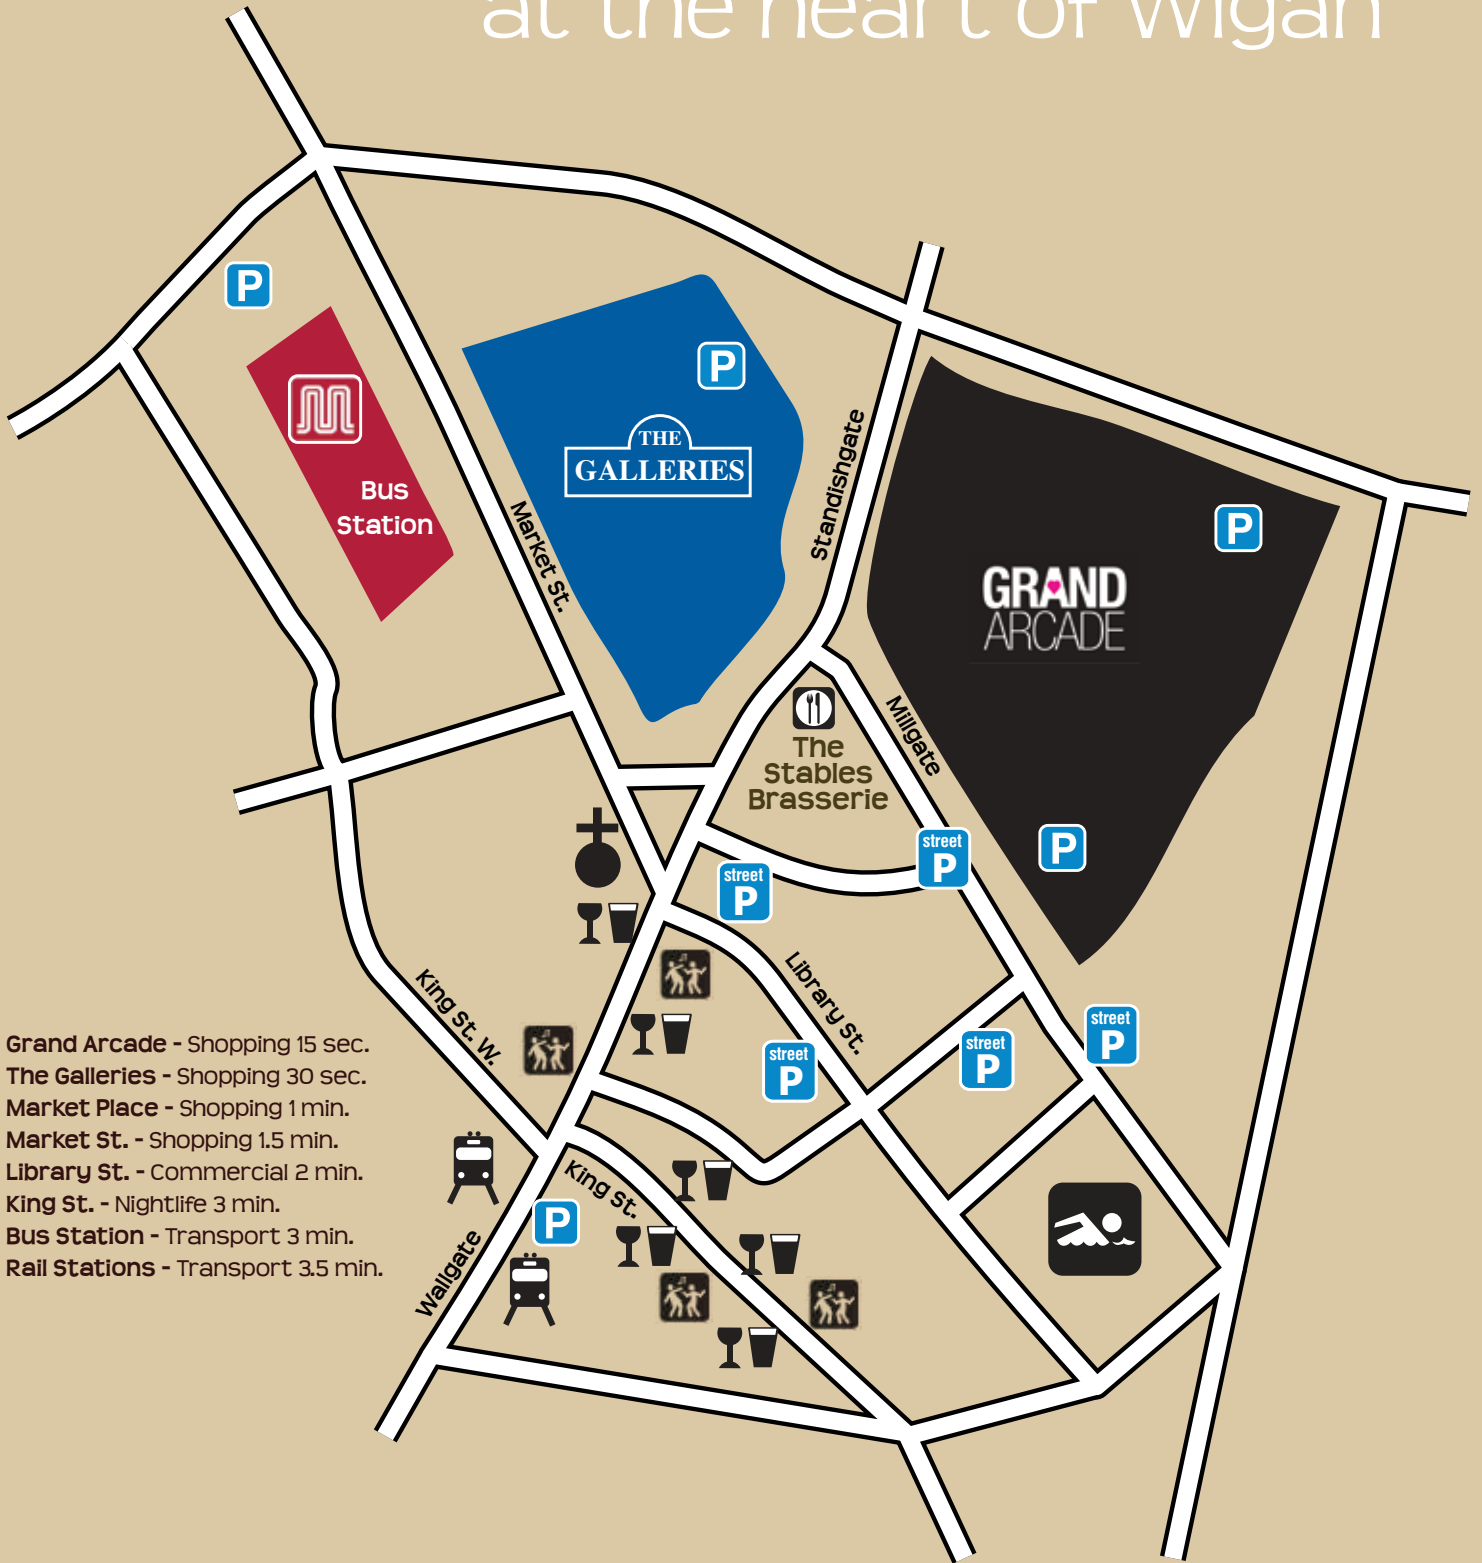 at the heart of Wigan
P
P
THE
GALLERIES
Bus
Station
Market St.
Standishgate
P
GRAND
ARCADE
Millgate
The
Stables
Brasserie
street
P
P
street
P
Library St.
King St. W.
street
P
street
P
street
P
Grand Arcade - Shopping 15 sec.
The Galleries - Shopping 30 sec.
Market Place - Shopping 1 min.
Market St. - Shopping 1.5 min.
Library St. - Commercial 2 min.
King St. - Nightlife 3 min.
Bus Station - Transport 3 min.
Rail Stations - Transport 3.5 min.
King St.
P
Wallgate